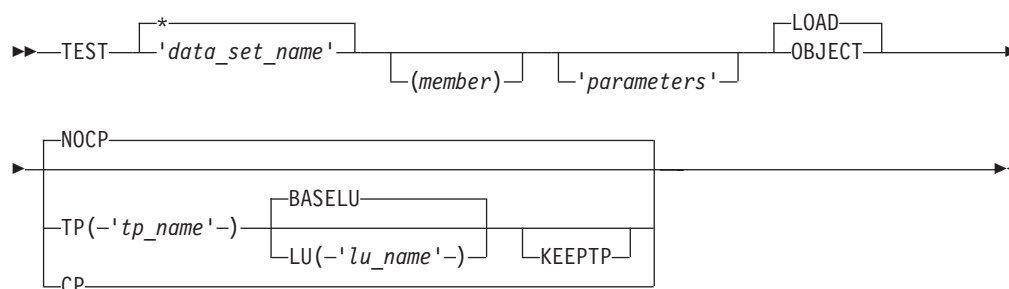 *
LOAD
TEST 'data_set_name' OBJECT
(member) 'parameters'
NOCP
BASELU
TP('tp_name')
LU('lu_name') KEEPTP
CP